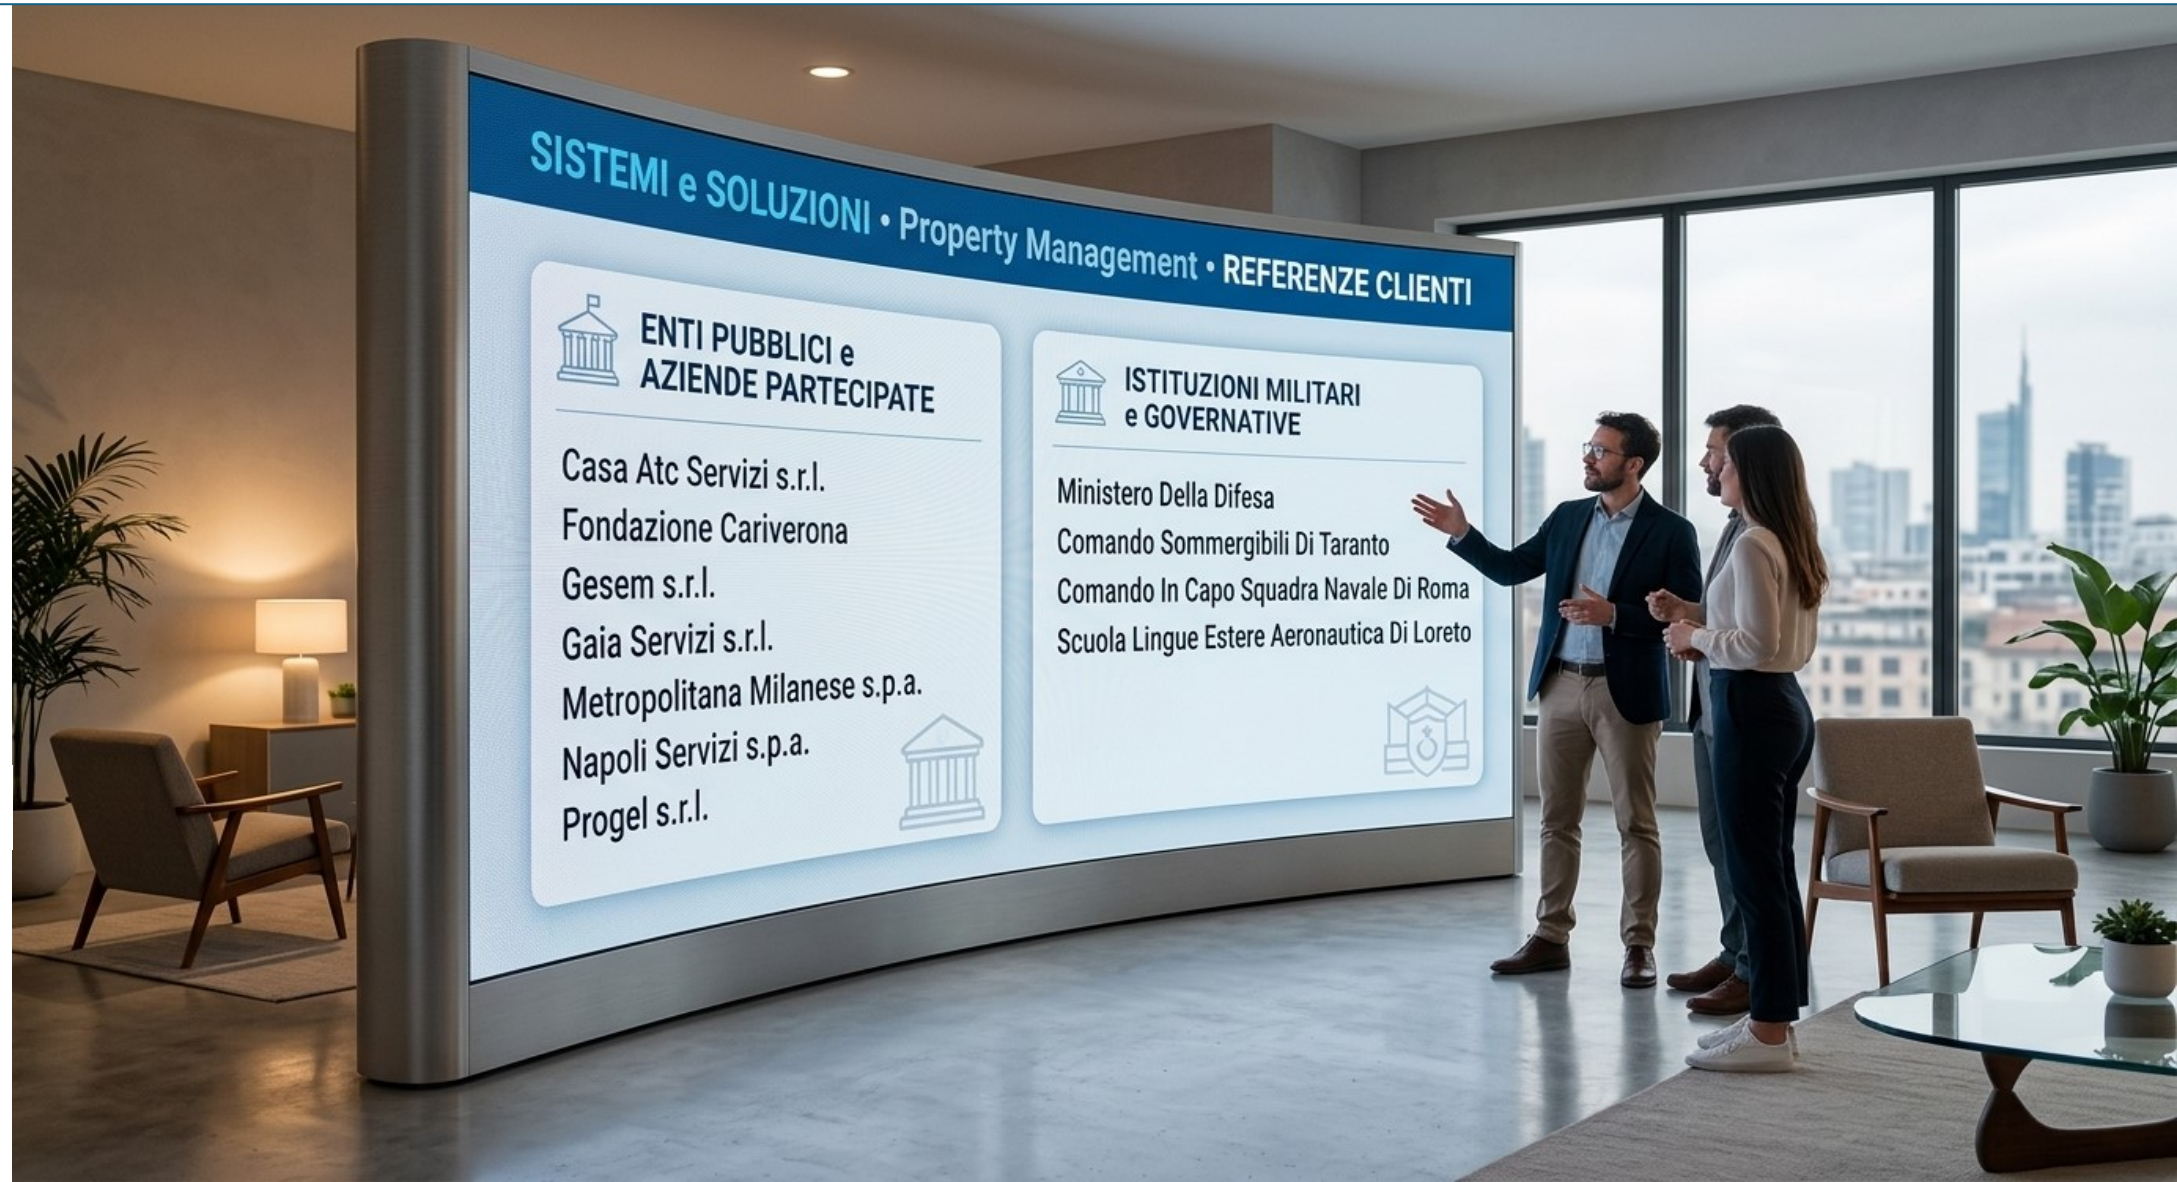 SISTEMI e SOLUZIONI • Property Management • REFERENZE CLIENTI
ENTI PUBBLICI e
AZIENDE PARTECIPATE
Casa Atc Servizi s.r.l.
Fondazione Cariverona
Gesem s.r.l.
Gaia Servizi s.r.l.
Metropolitana Milanese s.p.a.
Napoli Servizi s.p.a.
Progel s.r.l.
ISTITUZIONI MILITARI
e GOVERNATIVE
Ministero Della Difesa
Comando Sommergibili Di Taranto
Comando In Capo Squadra Navale Di Roma
Scuola Lingue Estere Aeronautica Di Loreto